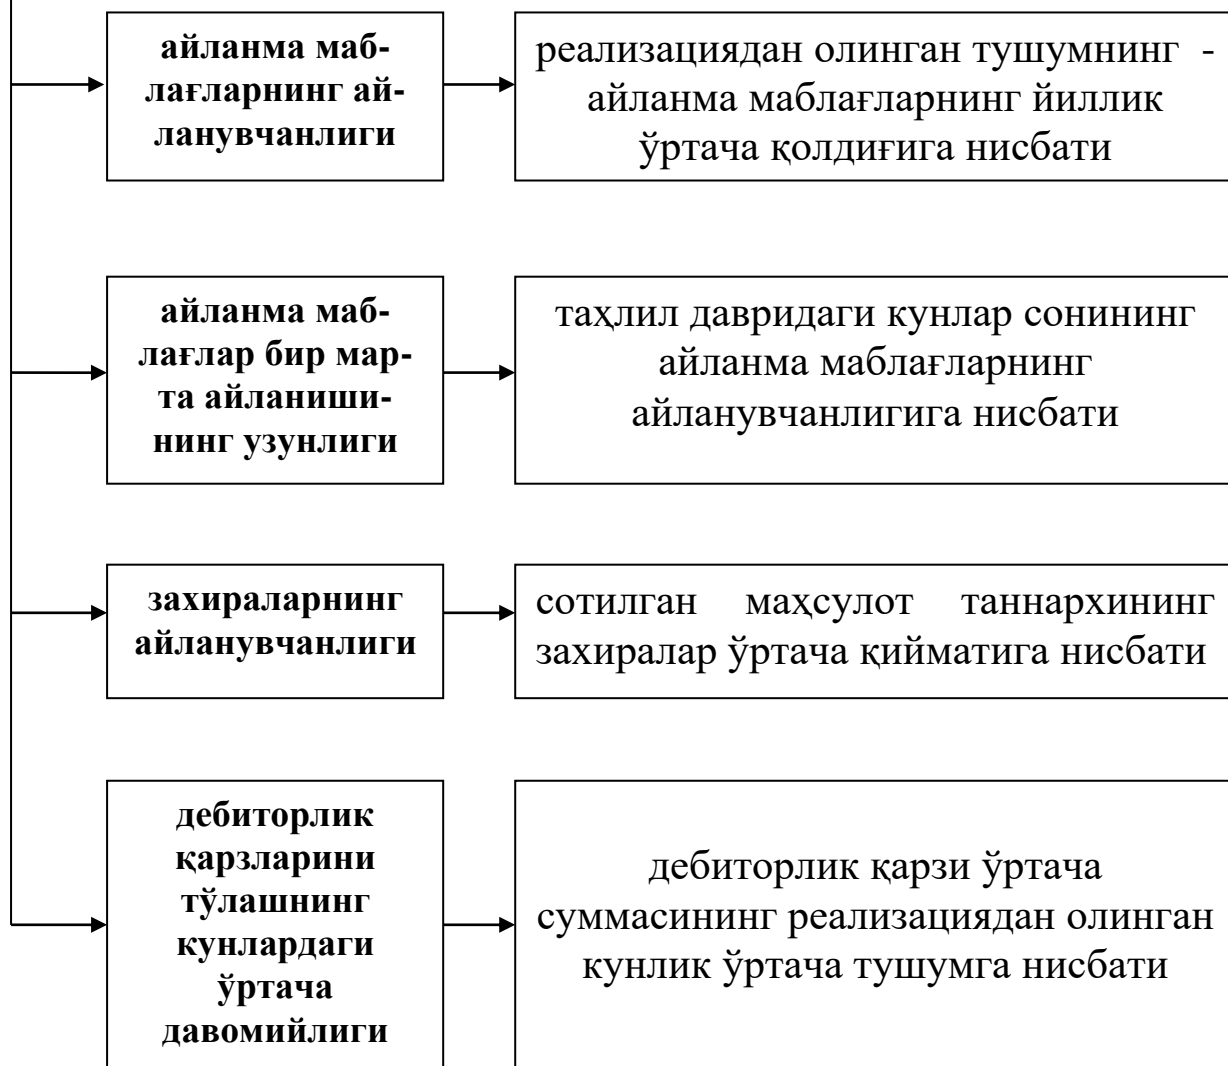 айланма маб-
лағларнинг ай-
ланувчанлиги
реализациядан олинган тушумнинг -
айланма маблағларнинг йиллик
ўртача қолдиғига нисбати
айланма маб-
лағлар бир мар-
та айланиши-
нинг узунлиги
таҳлил давридаги кунлар сонининг
айланма маблағларнинг
айланувчанлигига нисбати
захираларнинг
айланувчанлиги
сотилган маҳсулот таннархининг
захиралар ўртача қийматига нисбати
дебиторлик
қарзларини
тўлашнинг
кунлардаги
ўртача
давомийлиги
дебиторлик қарзи ўртача
суммасининг реализациядан олинган
кунлик ўртача тушумга нисбати